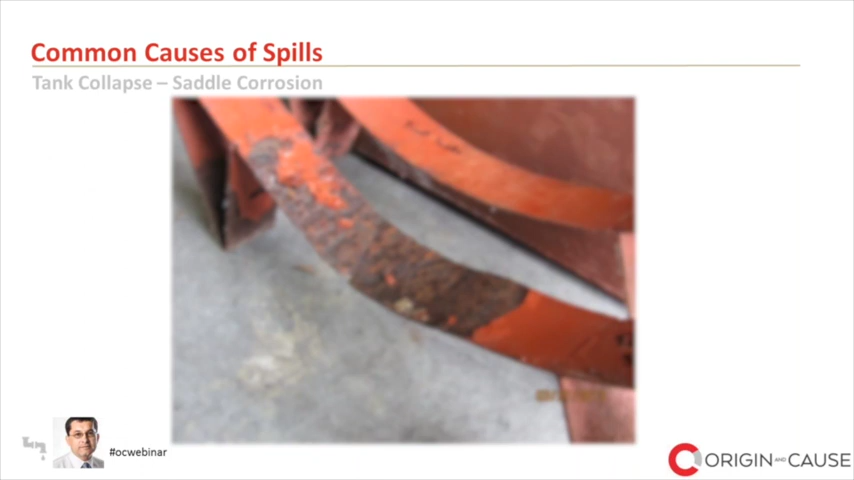 Common Causes of Spills
Tank Collapse – Saddle Corrosion
#ocwebinar
ORIGIN AND CAUSE